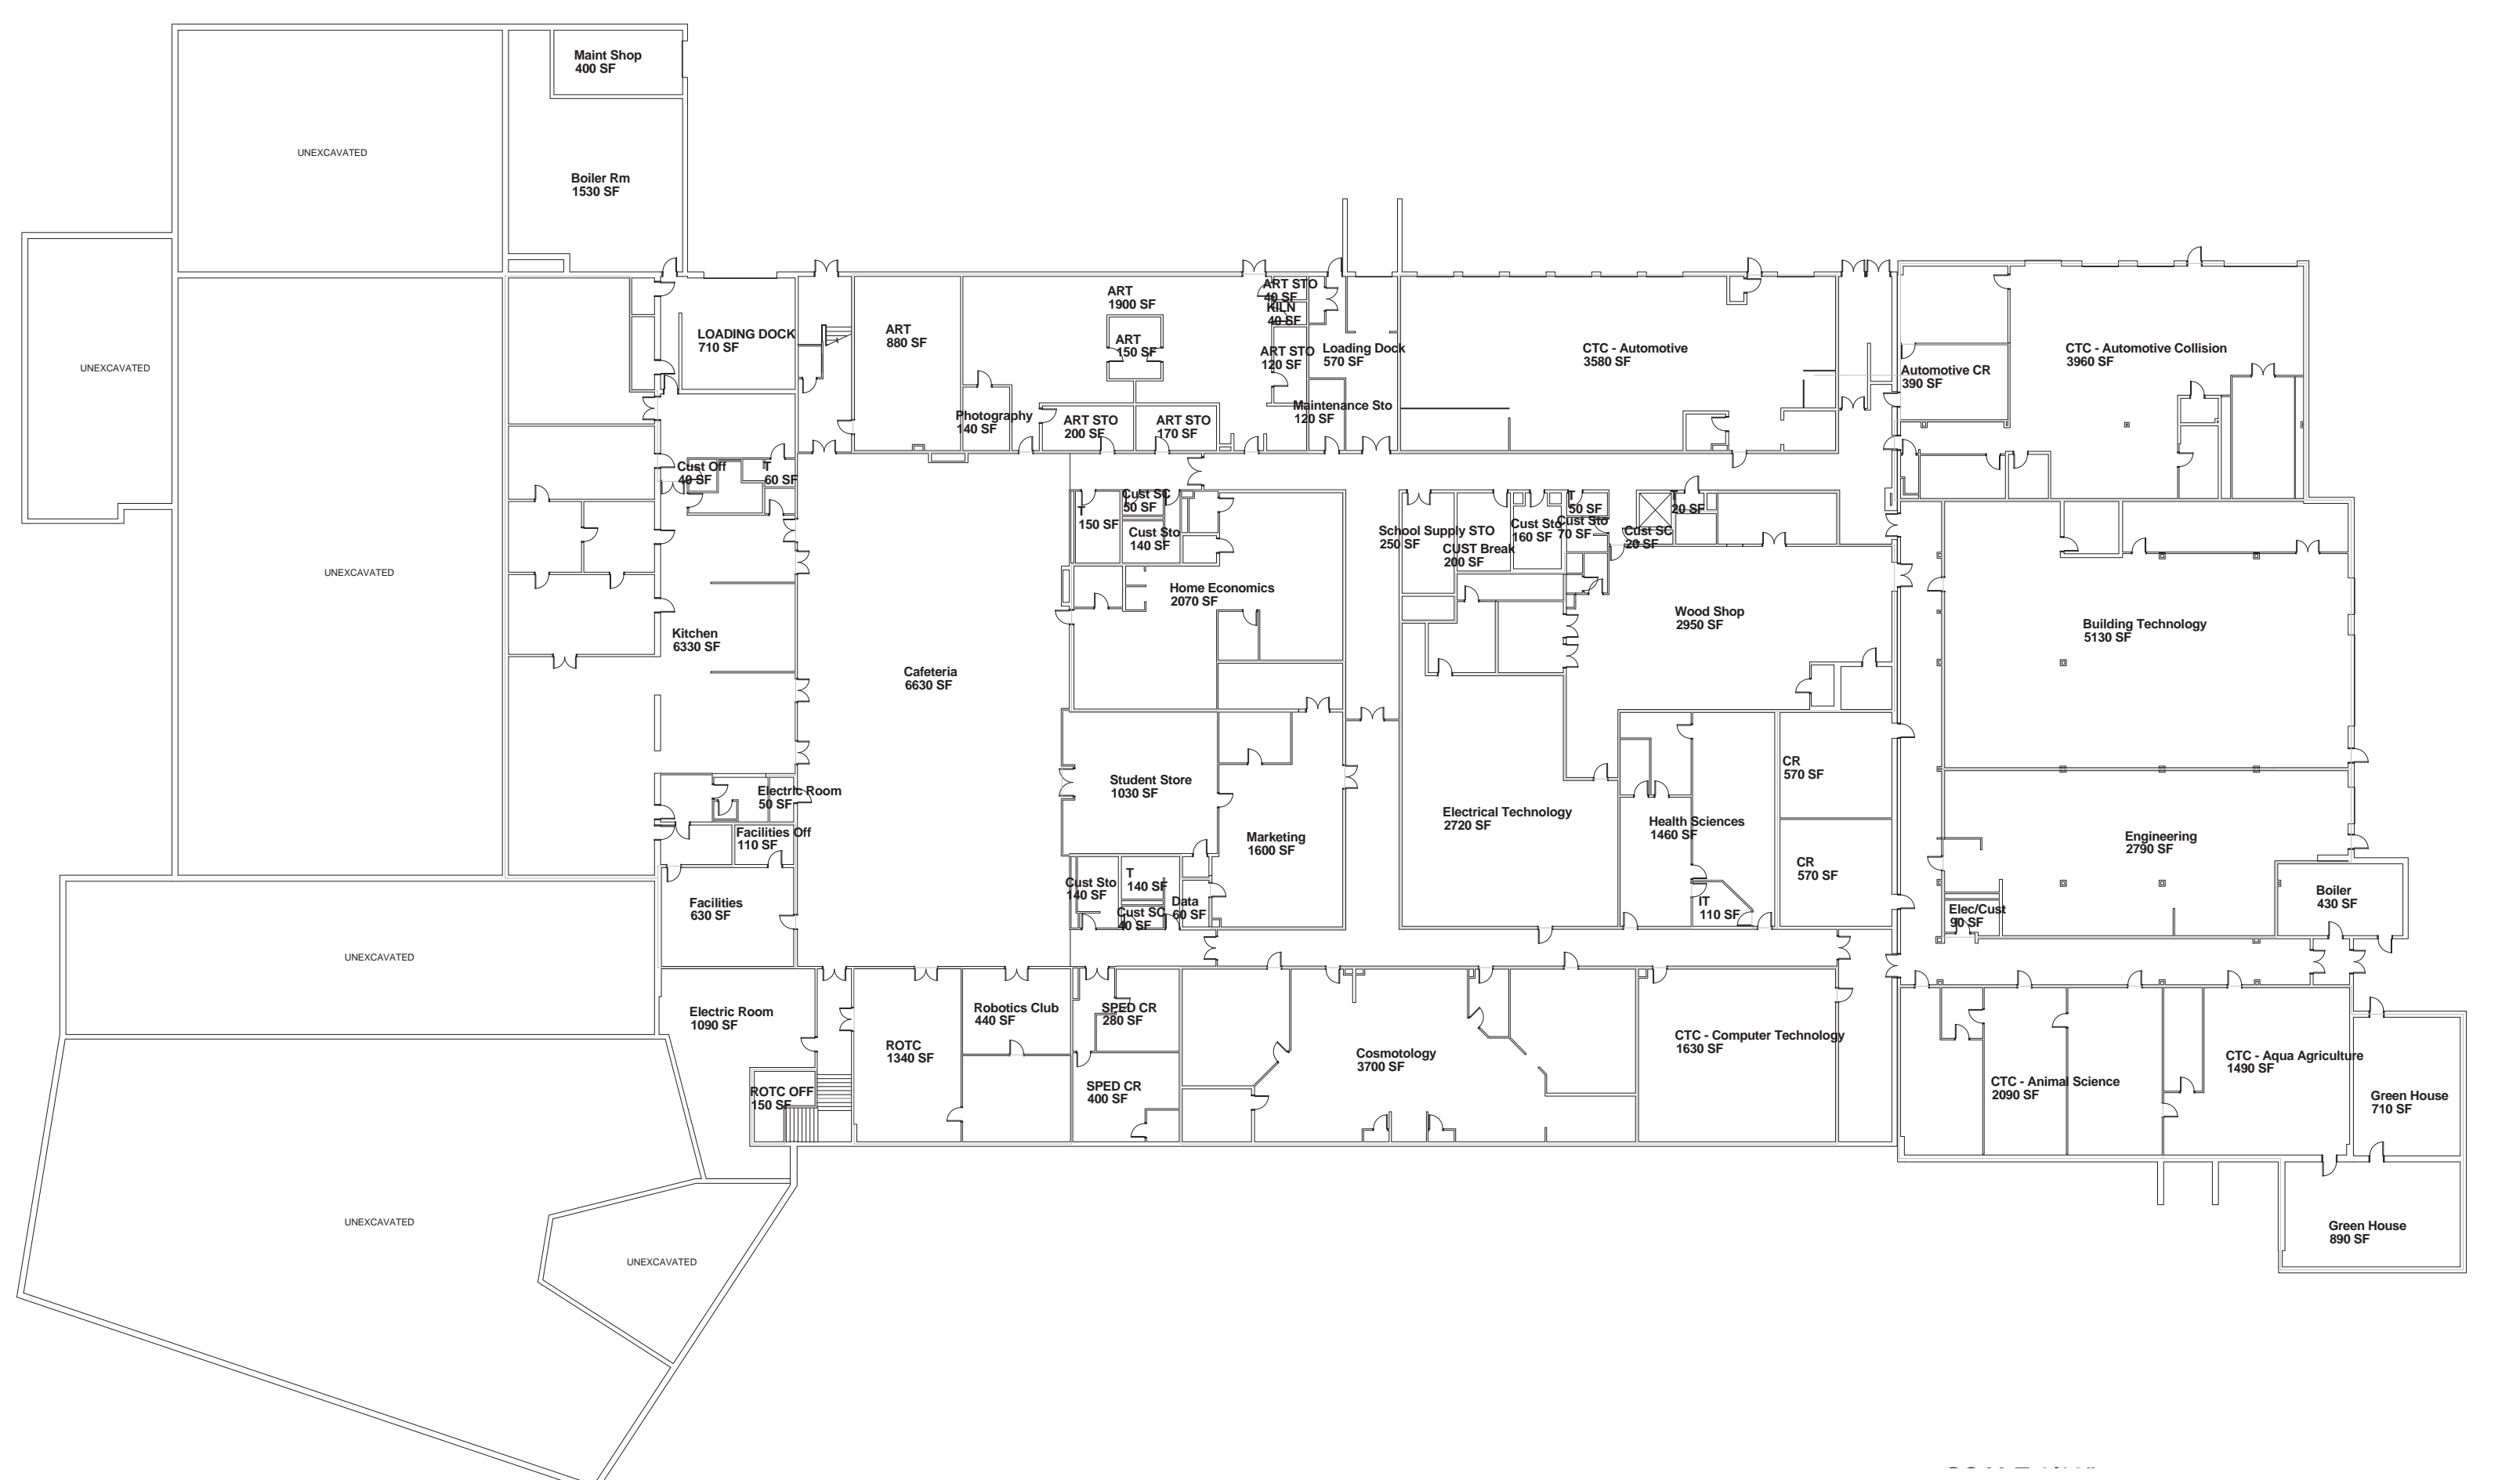 Maint Shop
400 SF
UNEXCAVATED
Boiler Rm
1530 SF
UNEXCAVATED
LOADING DOCK
710 SF
ART
880 SF
ART
1900 SF
ART
150 SF
ART STO
40 SF
KILN
40 SF
ART STO
120 SF
Loading Dock
570 SF
Maintenance Sto
120 SF
Photography
140 SF
ART STO
200 SF
ART STO
170 SF
CTC - Automotive
3580 SF
Automotive CR
390 SF
CTC - Automotive Collision
3960 SF
Cust Off
40 SF
T
60 SF
T
150 SF
Cust SC
50 SF
Cust Sto
140 SF
School Supply STO
250 SF
CUST Break
200 SF
Cust Sto
160 SF
T
50 SF
Cust Sto
70 SF
T
20 SF
Cust SC
20 SF
UNEXCAVATED
Home Economics
2070 SF
Wood Shop
2950 SF
Building Technology
5130 SF
Kitchen
6330 SF
Cafeteria
6630 SF
Student Store
1030 SF
Electric Room
50 SF
Facilities Off
110 SF
Marketing
1600 SF
Electrical Technology
2720 SF
Health Sciences
1460 SF
CR
570 SF
CR
570 SF
Engineering
2790 SF
Boiler
430 SF
Facilities
630 SF
Cust Sto
140 SF
T
140 SF
Cust SC
40 SF
Data
60 SF
IT
110 SF
Elec/Cust
90 SF
UNEXCAVATED
Electric Room
1090 SF
ROTC
1340 SF
Robotics Club
440 SF
SPED CR
280 SF
SPED CR
400 SF
Cosmotology
3700 SF
CTC - Computer Technology
1630 SF
CTC - Animal Science
2090 SF
CTC - Aqua Agriculture
1490 SF
Green House
710 SF
ROTC OFF
150 SF
UNEXCAVATED
UNEXCAVATED
Green House
890 SF